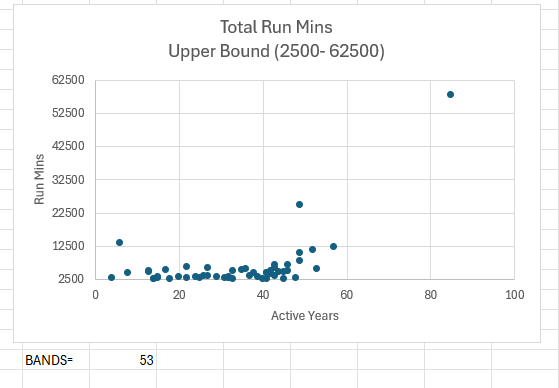 Total Run Mins
Upper Bound (2500- 62500)
62500
52500
42500
32500
22500
12500
2500
Run Mins
0 20 40 60 80 100
Active Years
BANDS= 53